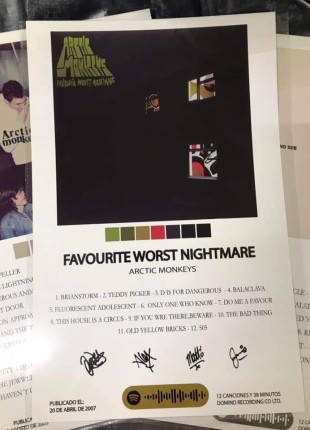 ARCTIC
MONKEYS
FAVOURITE WORST NIGHTMARE
FAVOURITE WORST NIGHTMARE
ARCTIC MONKEYS
1. BRIANSTORM - 2. TEDDY PICKER - 3. D IS FOR DANGEROUS - 4. BALACLAVA
5. FLUORESCENT ADOLESCENT - 6. ONLY ONE WHO KNOW - 7. DO ME A FAVOUR
8. THIS HOUSE IS A CIRCUS - 9. IF YOU WRE THERE,BEWARE - 10. THE BAD THING
11. OLD YELLOW BRICKS - 12. 505
PUBLICADO EL:
20 DE ABRIL DE 2007
12 CANCIONES Y 38 MINUTOS
DOMINO RECORDING CO LTD.
Arctic